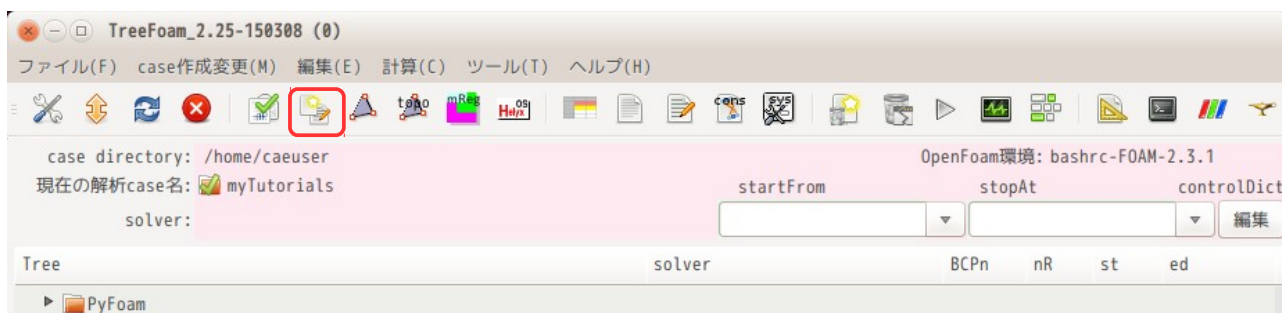 TreeFoam_2.25-150308 (0)
ファイル(F) case作成変更(M) 編集(E) 計算(C) ツール(T) ヘルプ(H)
topo mReg Helyx OS cons sys
case directory: /home/caeuser OpenFoam環境: bashrc-FOAM-2.3.1
現在の解析case名: myTutorials startFrom stopAt controlDict
solver: 編集
Tree solver BCPn nR st ed
PyFoam